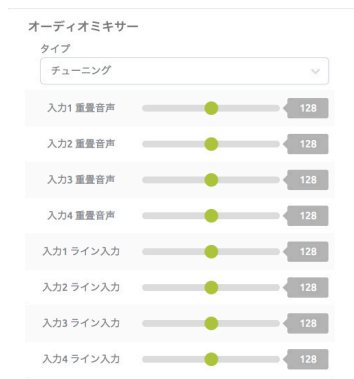 オーディオミキサー
タイプ
チューニング
入力1 重畳音声 128
入力2 重畳音声 128
入力3 重畳音声 128
入力4 重畳音声 128
入力1 ライン入力 128
入力2 ライン入力 128
入力3 ライン入力 128
入力4 ライン入力 128